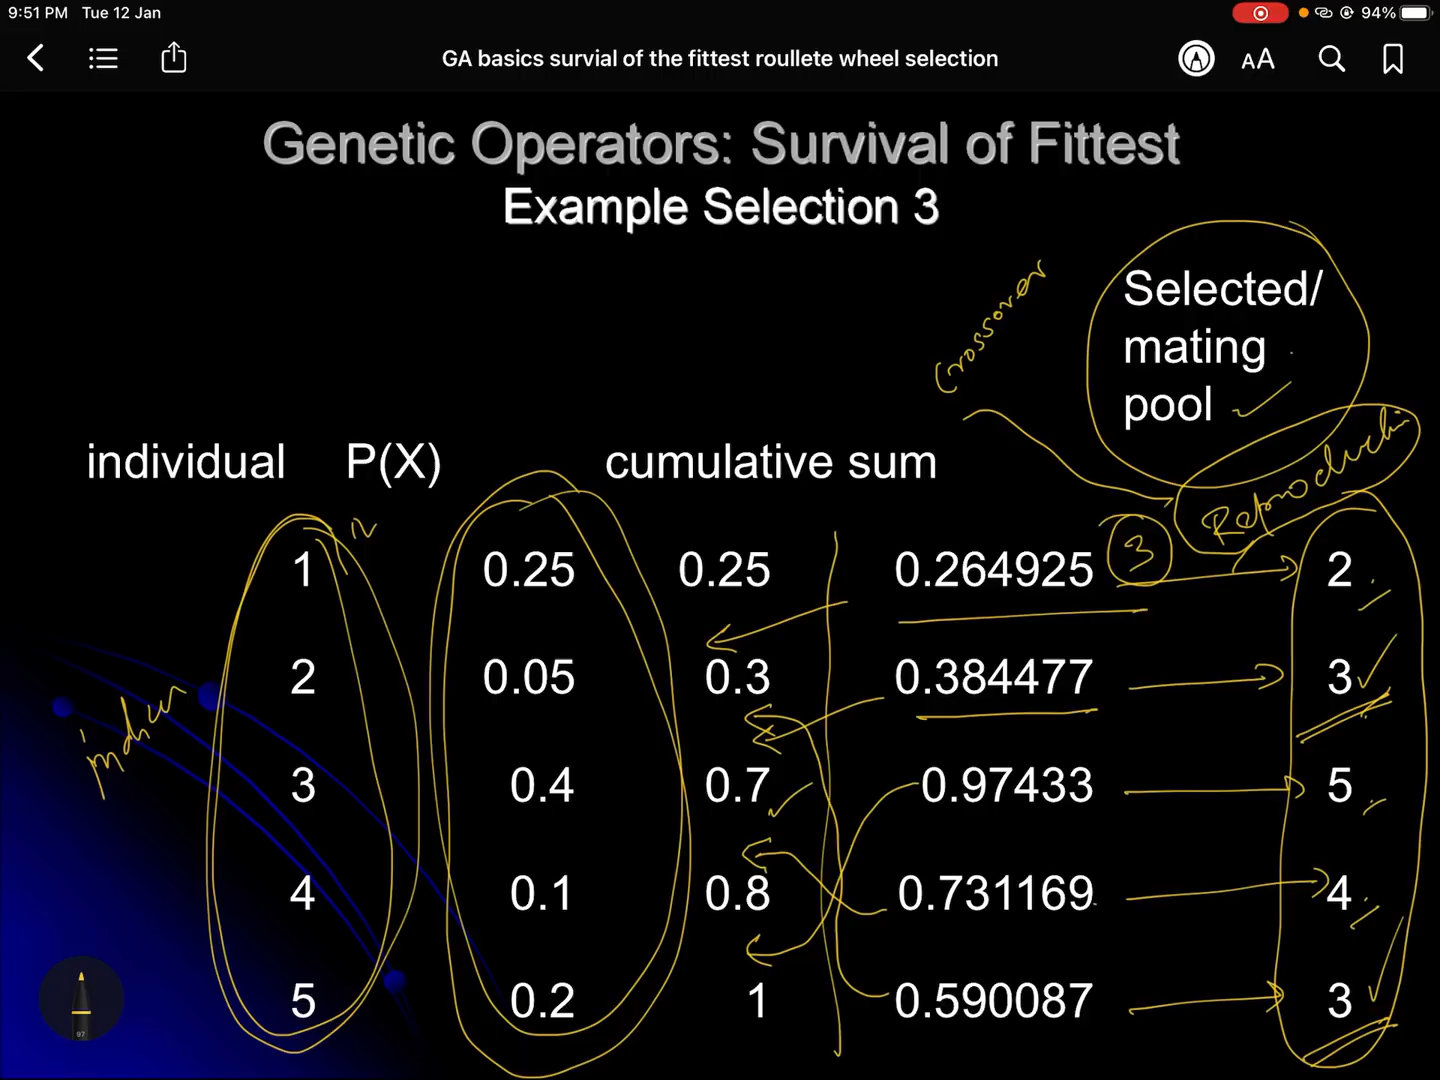 9:51 PM Tue 12 Jan 94%
GA basics survial of the fittest roullete wheel selection
AA
Genetic Operators: Survival of Fittest
Example Selection 3
Selected/
mating
pool
Crossover
individual P(X) cumulative sum
1 0.25 0.25 0.264925 3 2
2 0.05 0.3 0.384477 3
3 0.4 0.7 0.97433 5
4 0.1 0.8 0.731169 4
5 0.2 1 0.590087 3
97